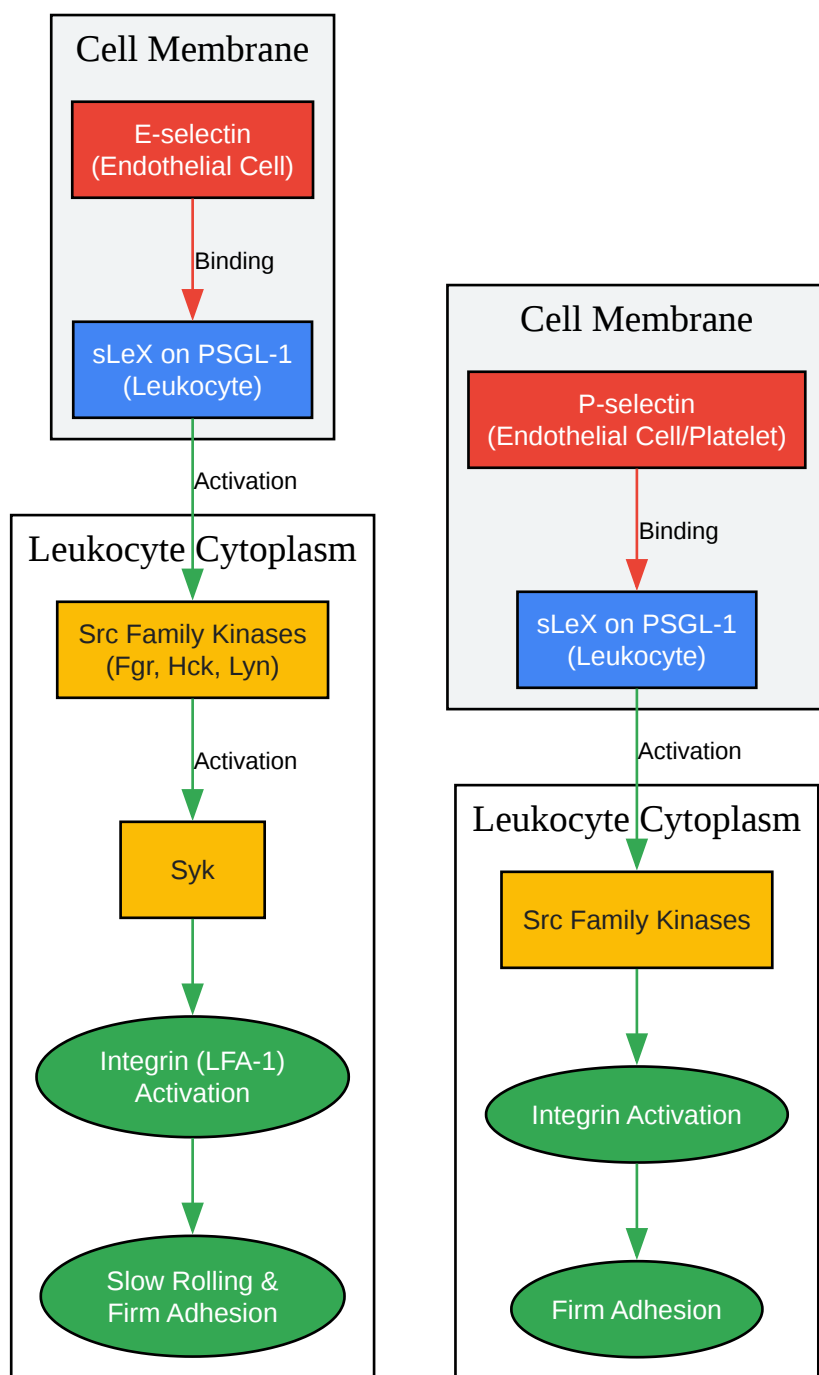 Cell Membrane
E-selectin
(Endothelial Cell)
Binding
sLeX on PSGL-1
(Leukocyte)
Activation
Leukocyte Cytoplasm
Src Family Kinases
(Fgr, Hck, Lyn)
Activation
Syk
Integrin (LFA-1)
Activation
Slow Rolling &
Firm Adhesion
Cell Membrane
P-selectin
(Endothelial Cell/Platelet)
Binding
sLeX on PSGL-1
(Leukocyte)
Activation
Leukocyte Cytoplasm
Src Family Kinases
Integrin Activation
Firm Adhesion